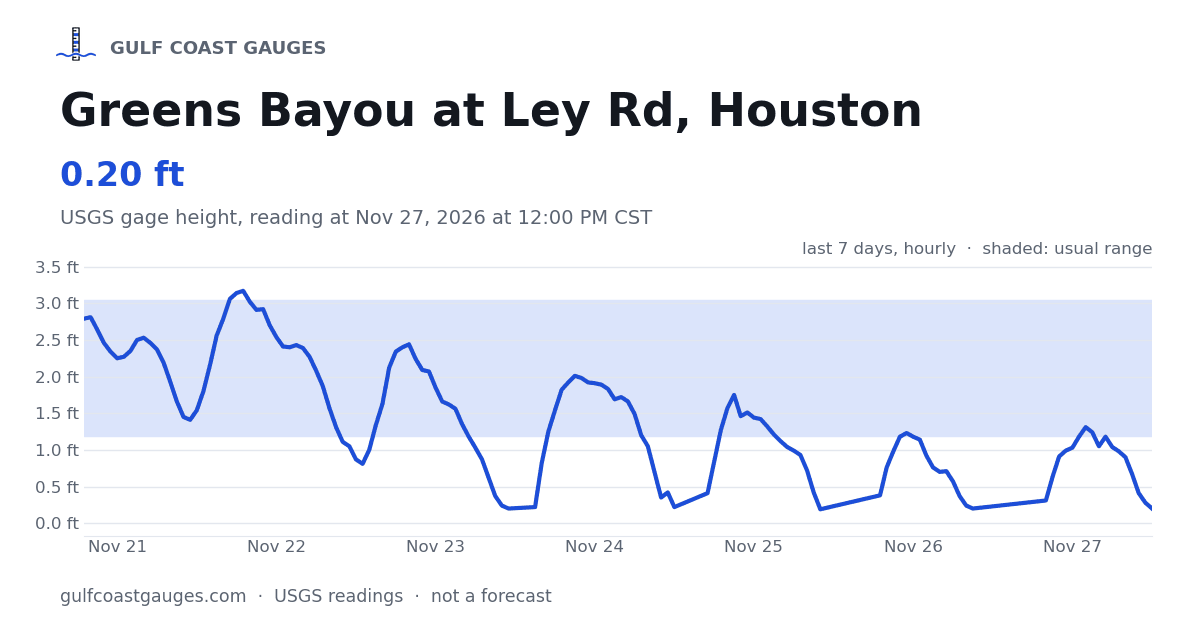 GULF COAST GAUGES
Greens Bayou at Ley Rd, Houston
0.20 ft
USGS gage height, reading at Nov 27, 2026 at 12:00 PM CST
last 7 days, hourly · shaded: usual range
3.5 ft
3.0 ft
2.5 ft
2.0 ft
1.5 ft
1.0 ft
0.5 ft
0.0 ft
Nov 21 Nov 22 Nov 23 Nov 24 Nov 25 Nov 26 Nov 27
gulfcoastgauges.com · USGS readings · not a forecast